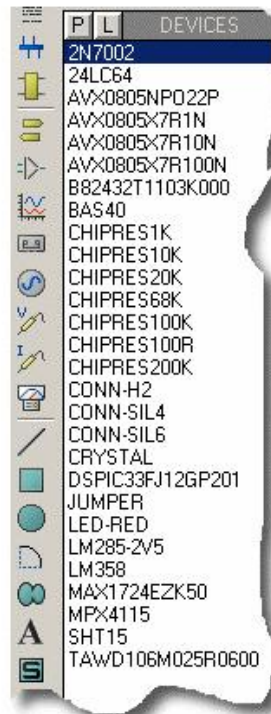 P L DEVICES
2N7002
24LC64
AVX0805NPO22P
AVX0805X7R1N
AVX0805X7R10N
AVX0805X7R100N
B82432T1103K000
BAS40
CHIPRES1K
CHIPRES10K
CHIPRES20K
CHIPRES68K
CHIPRES100K
CHIPRES100R
CHIPRES200K
CONN-H2
CONN-SIL4
CONN-SIL6
CRYSTAL
DSPIC33FJ12GP201
JUMPER
LED-RED
LM285-2V5
LM358
MAX1724EZK50
MPX4115
SHT15
TAWD106M025R0600
V
I
A
S